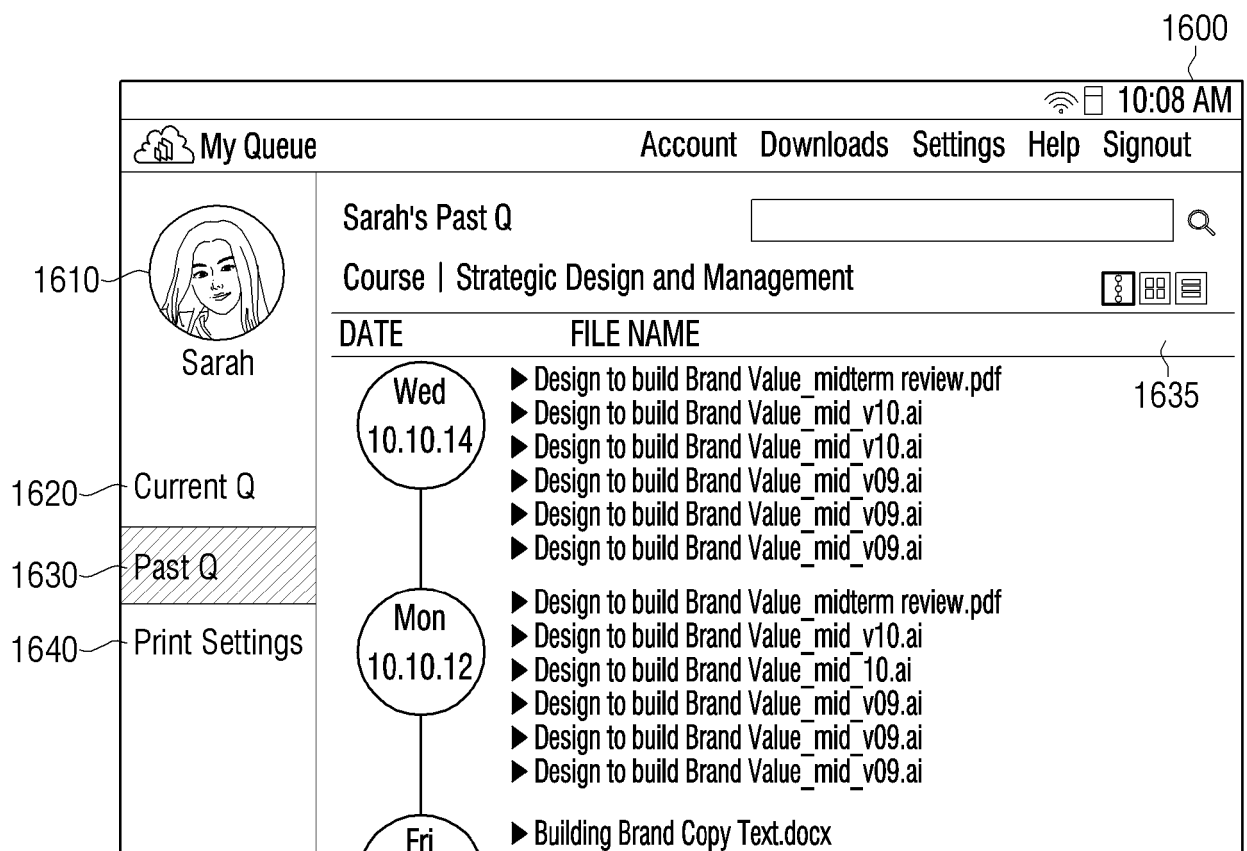 1600
10:08 AM
My Queue Account Downloads Settings Help Signout
Sarah's Past Q
1610
Course | Strategic Design and Management
Sarah
DATE FILE NAME
1635
Wed
10.10.14
▶ Design to build Brand Value_midterm review.pdf
▶ Design to build Brand Value_mid_v10.ai
▶ Design to build Brand Value_mid_v10.ai
▶ Design to build Brand Value_mid_v09.ai
▶ Design to build Brand Value_mid_v09.ai
▶ Design to build Brand Value_mid_v09.ai
1620 Current Q
1630 Past Q
1640 Print Settings
Mon
10.10.12
▶ Design to build Brand Value_midterm review.pdf
▶ Design to build Brand Value_mid_v10.ai
▶ Design to build Brand Value_mid_10.ai
▶ Design to build Brand Value_mid_v09.ai
▶ Design to build Brand Value_mid_v09.ai
▶ Design to build Brand Value_mid_v09.ai
Fri
▶ Building Brand Copy Text.docx